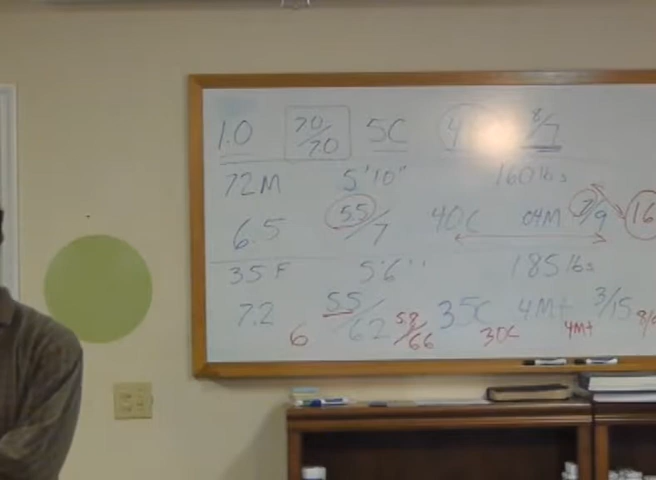 1.0 70/70 5C 4 8/7
72M 5'10" 160 lbs
6.5 55/7 40C 04M 7/9 16
35F 5'6'' 185 lbs
7.2 55/62 35C 4M+ 3/15
6 58/66 30C 4M+